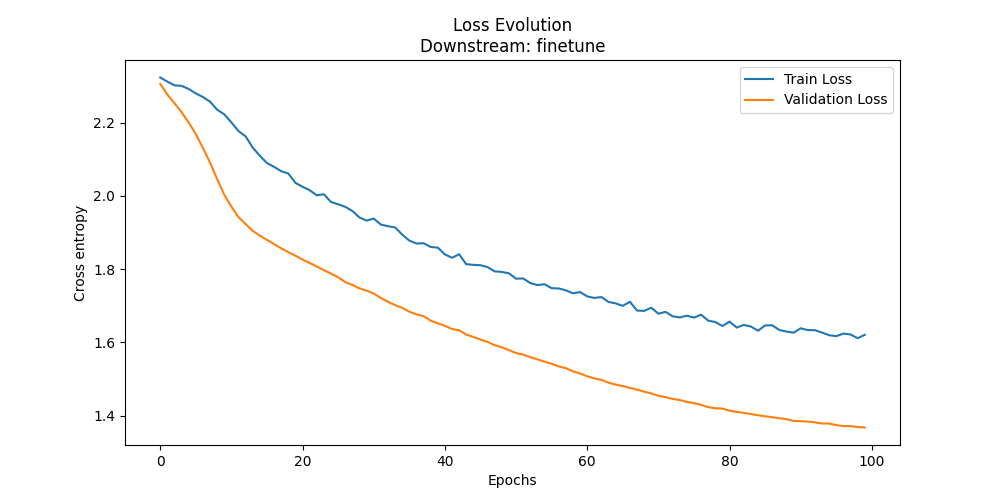 Loss Evolution
Downstream: finetune
Train Loss
Validation Loss
Cross entropy
2.2
2.0
1.8
1.6
1.4
0 20 40 60 80 100
Epochs